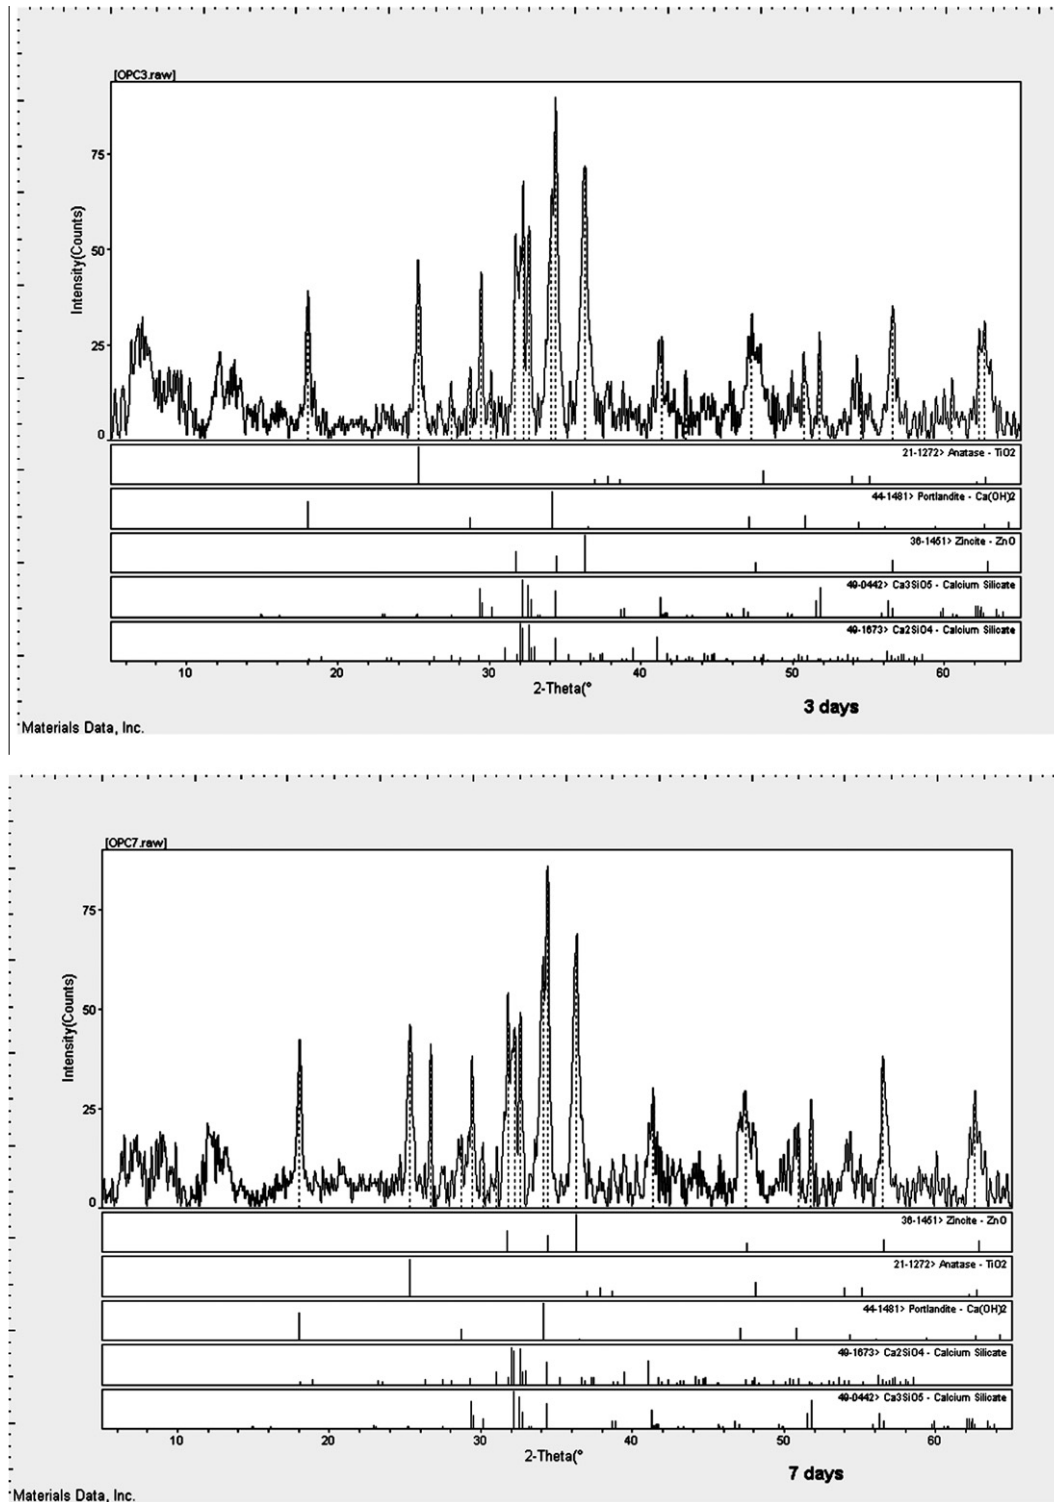 [OPC3.raw]
75
50
25
0
Intensity(Counts)
21-1272> Anatase - TiO2
44-1481> Portlandite - Ca(OH)2
36-1451> Zincite - ZnO
49-0442> Ca3SiO5 - Calcium Silicate
49-1673> Ca2SiO4 - Calcium Silicate
10 20 30 40 50 60
2-Theta(°
3 days
Materials Data, Inc.
[OPC7.raw]
75
50
25
0
Intensity(Counts)
36-1451> Zincite - ZnO
21-1272> Anatase - TiO2
44-1481> Portlandite - Ca(OH)2
49-1673> Ca2SiO4 - Calcium Silicate
49-0442> Ca3SiO5 - Calcium Silicate
10 20 30 40 50 60
2-Theta(°
7 days
Materials Data, Inc.